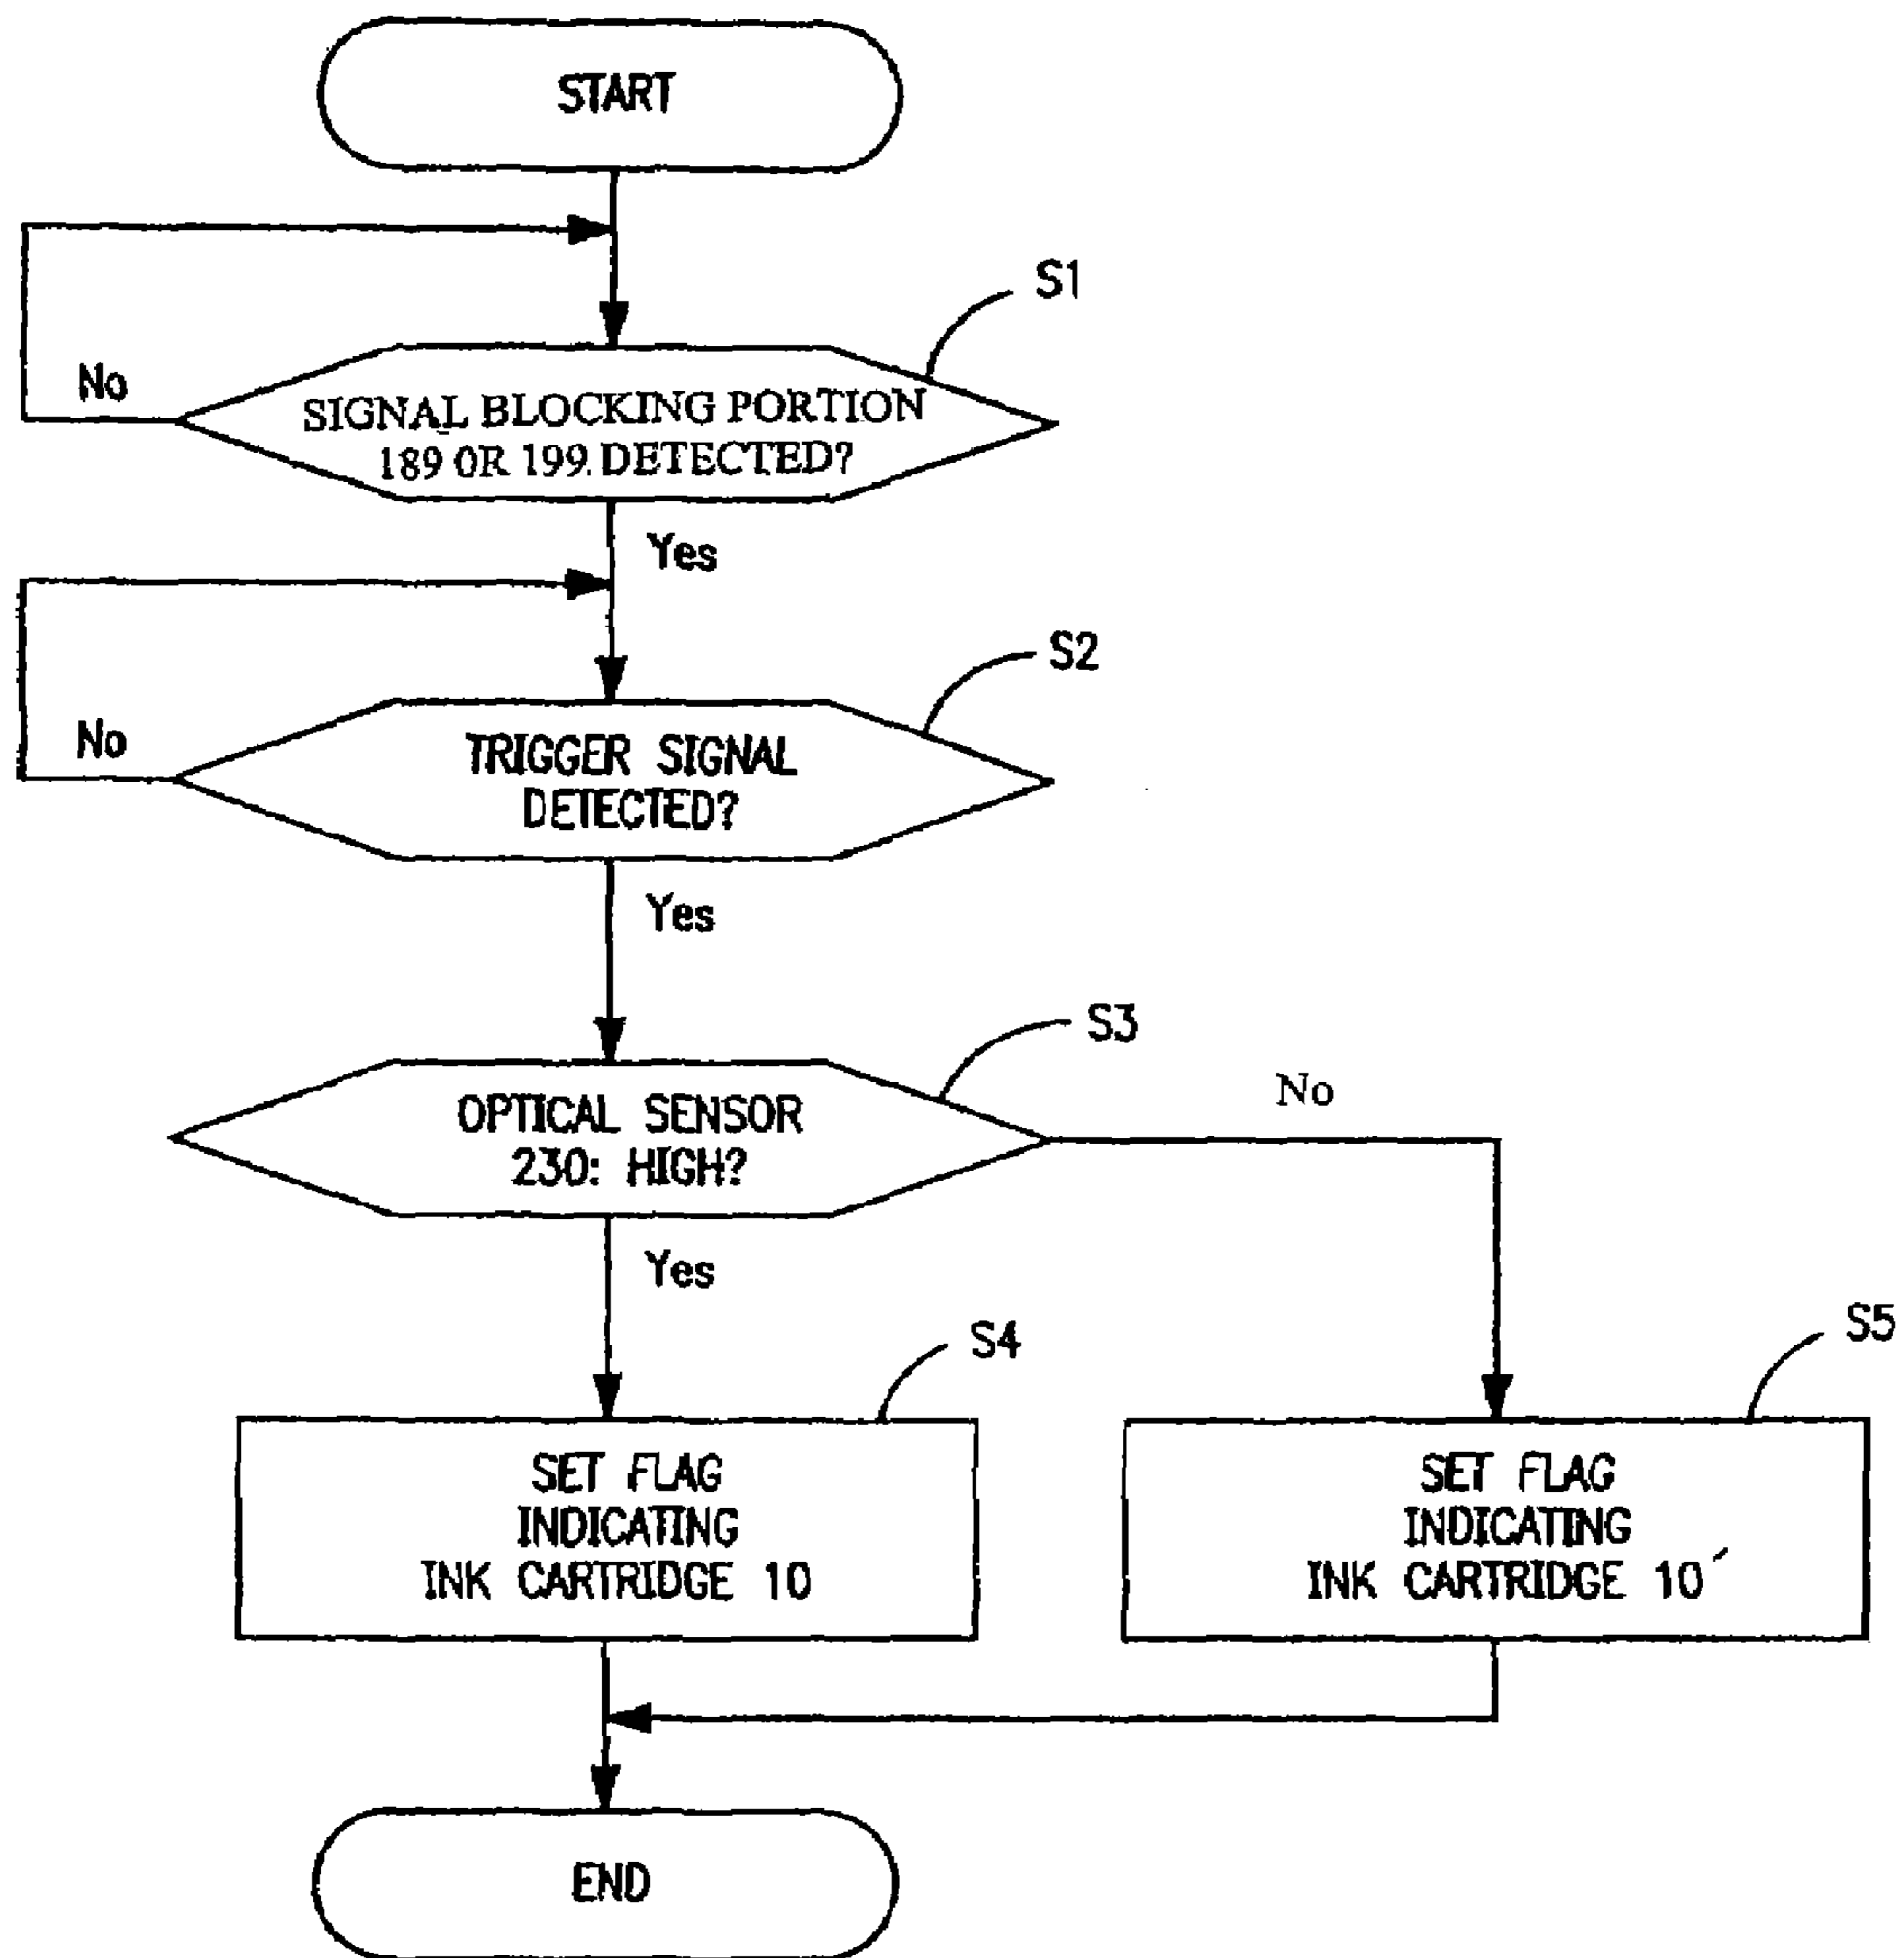 START
S1
No
SIGNAL BLOCKING PORTION
189 OR 199. DETECTED?
Yes
S2
No
TRIGGER SIGNAL
DETECTED?
Yes
S3
No
OPTICAL SENSOR
230: HIGH?
Yes
S4
S5
SET FLAG
INDICATING
INK CARTRIDGE 10
SET FLAG
INDICATING
INK CARTRIDGE 10′
END